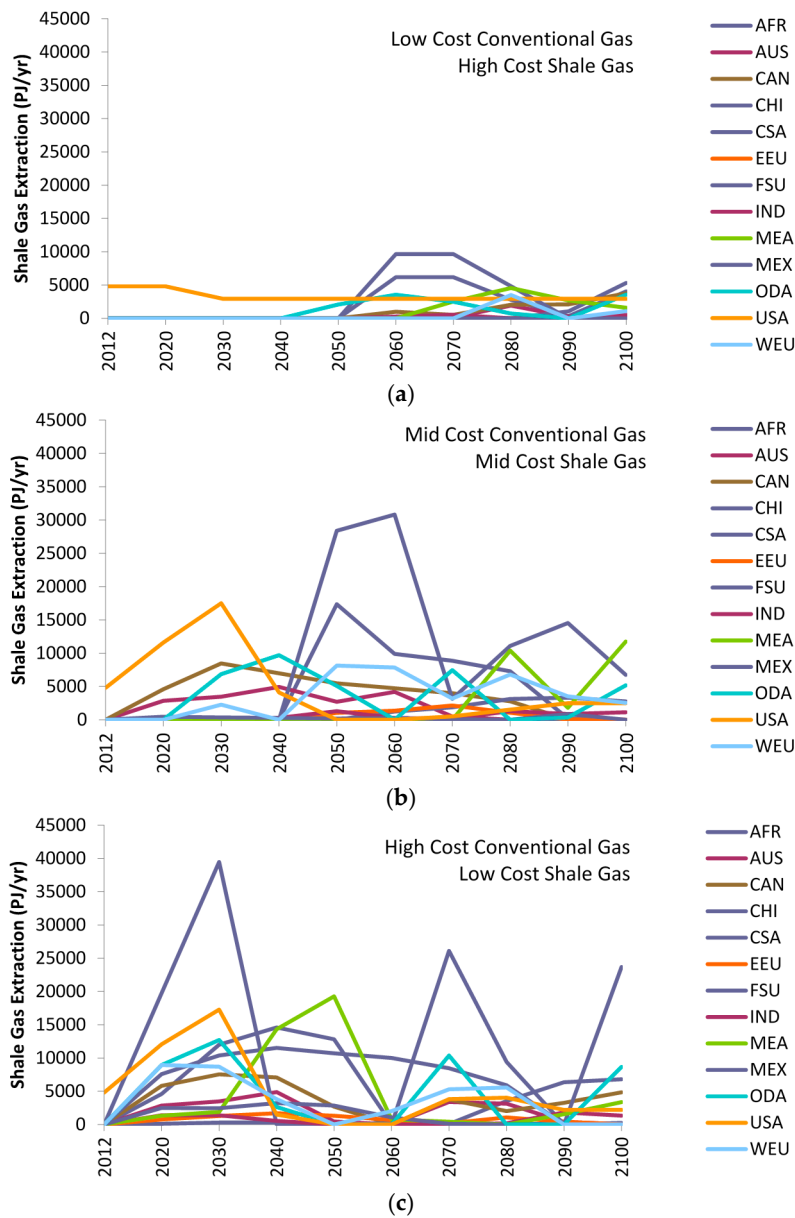 45000
40000
35000
30000
25000
20000
15000
10000
5000
0
Shale Gas Extraction (PJ/yr)
Low Cost Conventional Gas
High Cost Shale Gas
2012
2020
2030
2040
2050
2060
2070
2080
2090
2100
AFR
AUS
CAN
CHI
CSA
EEU
FSU
IND
MEA
MEX
ODA
USA
WEU
(a)
45000
40000
35000
30000
25000
20000
15000
10000
5000
0
Shale Gas Extraction (PJ/yr)
Mid Cost Conventional Gas
Mid Cost Shale Gas
2012
2020
2030
2040
2050
2060
2070
2080
2090
2100
AFR
AUS
CAN
CHI
CSA
EEU
FSU
IND
MEA
MEX
ODA
USA
WEU
(b)
45000
40000
35000
30000
25000
20000
15000
10000
5000
0
Shale Gas Extraction (PJ/yr)
High Cost Conventional Gas
Low Cost Shale Gas
2012
2020
2030
2040
2050
2060
2070
2080
2090
2100
AFR
AUS
CAN
CHI
CSA
EEU
FSU
IND
MEA
MEX
ODA
USA
WEU
(c)